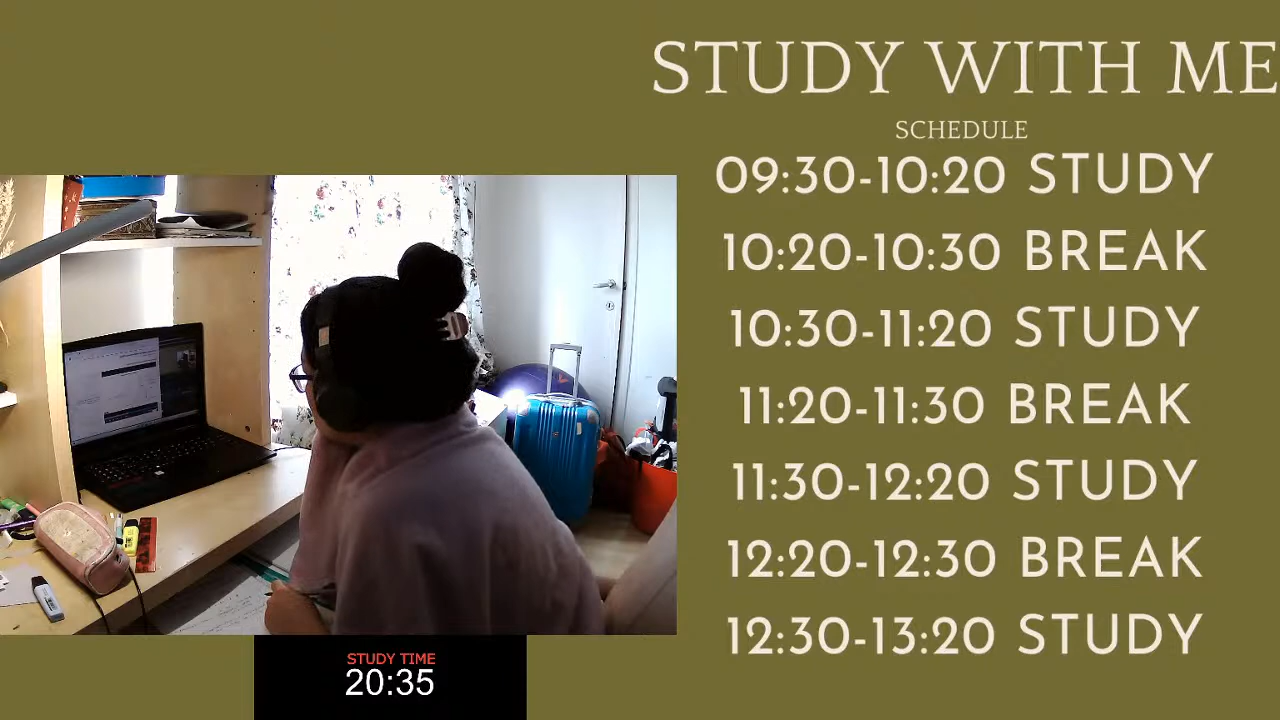 STUDY WITH ME
SCHEDULE
09:30-10:20 STUDY
10:20-10:30 BREAK
10:30-11:20 STUDY
11:20-11:30 BREAK
11:30-12:20 STUDY
12:20-12:30 BREAK
12:30-13:20 STUDY
STUDY TIME
20:35